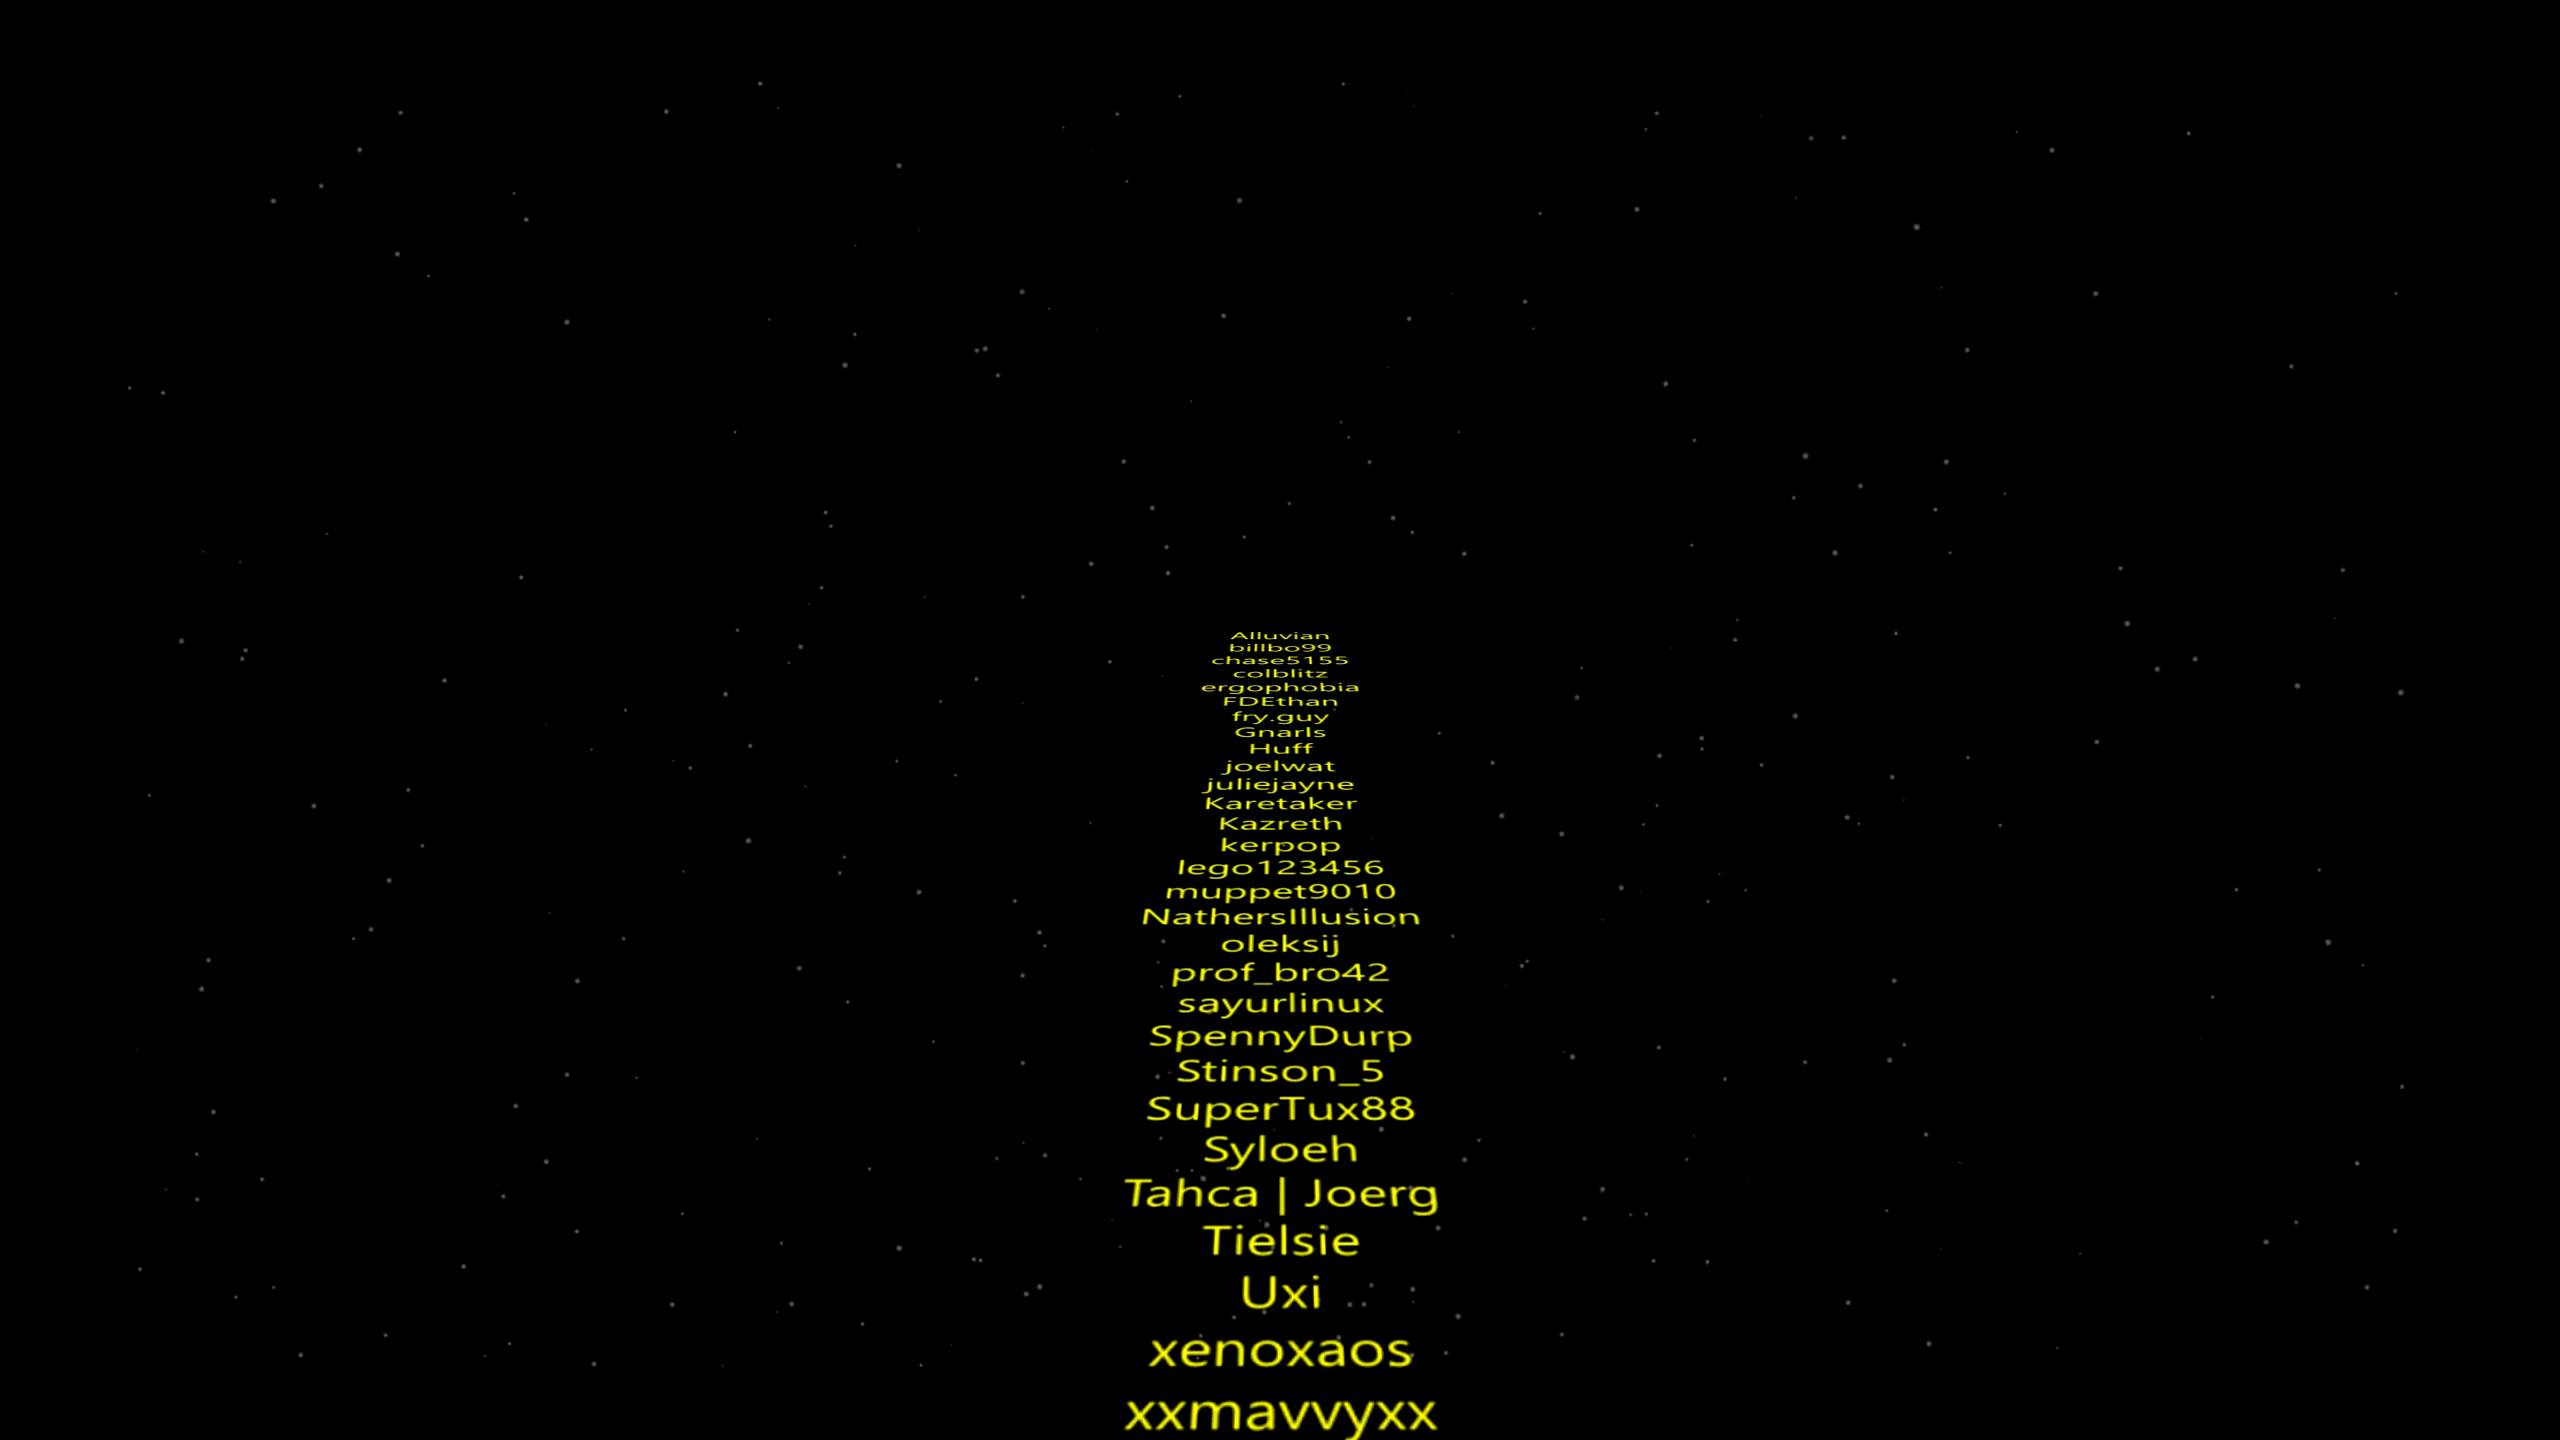 Alluvian
billbo99
chase5155
colblitz
ergophobia
FDEthan
fry.guy
Gnarls
Huff
joelwat
juliejayne
Karetaker
Kazreth
kerpop
lego123456
muppet9010
NathersIllusion
oleksij
prof_bro42
sayurlinux
SpennyDurp
Stinson_5
SuperTux88
Syloeh
Tahca | Joerg
Tielsie
Uxi
xenoxaos
xxmavvyxx